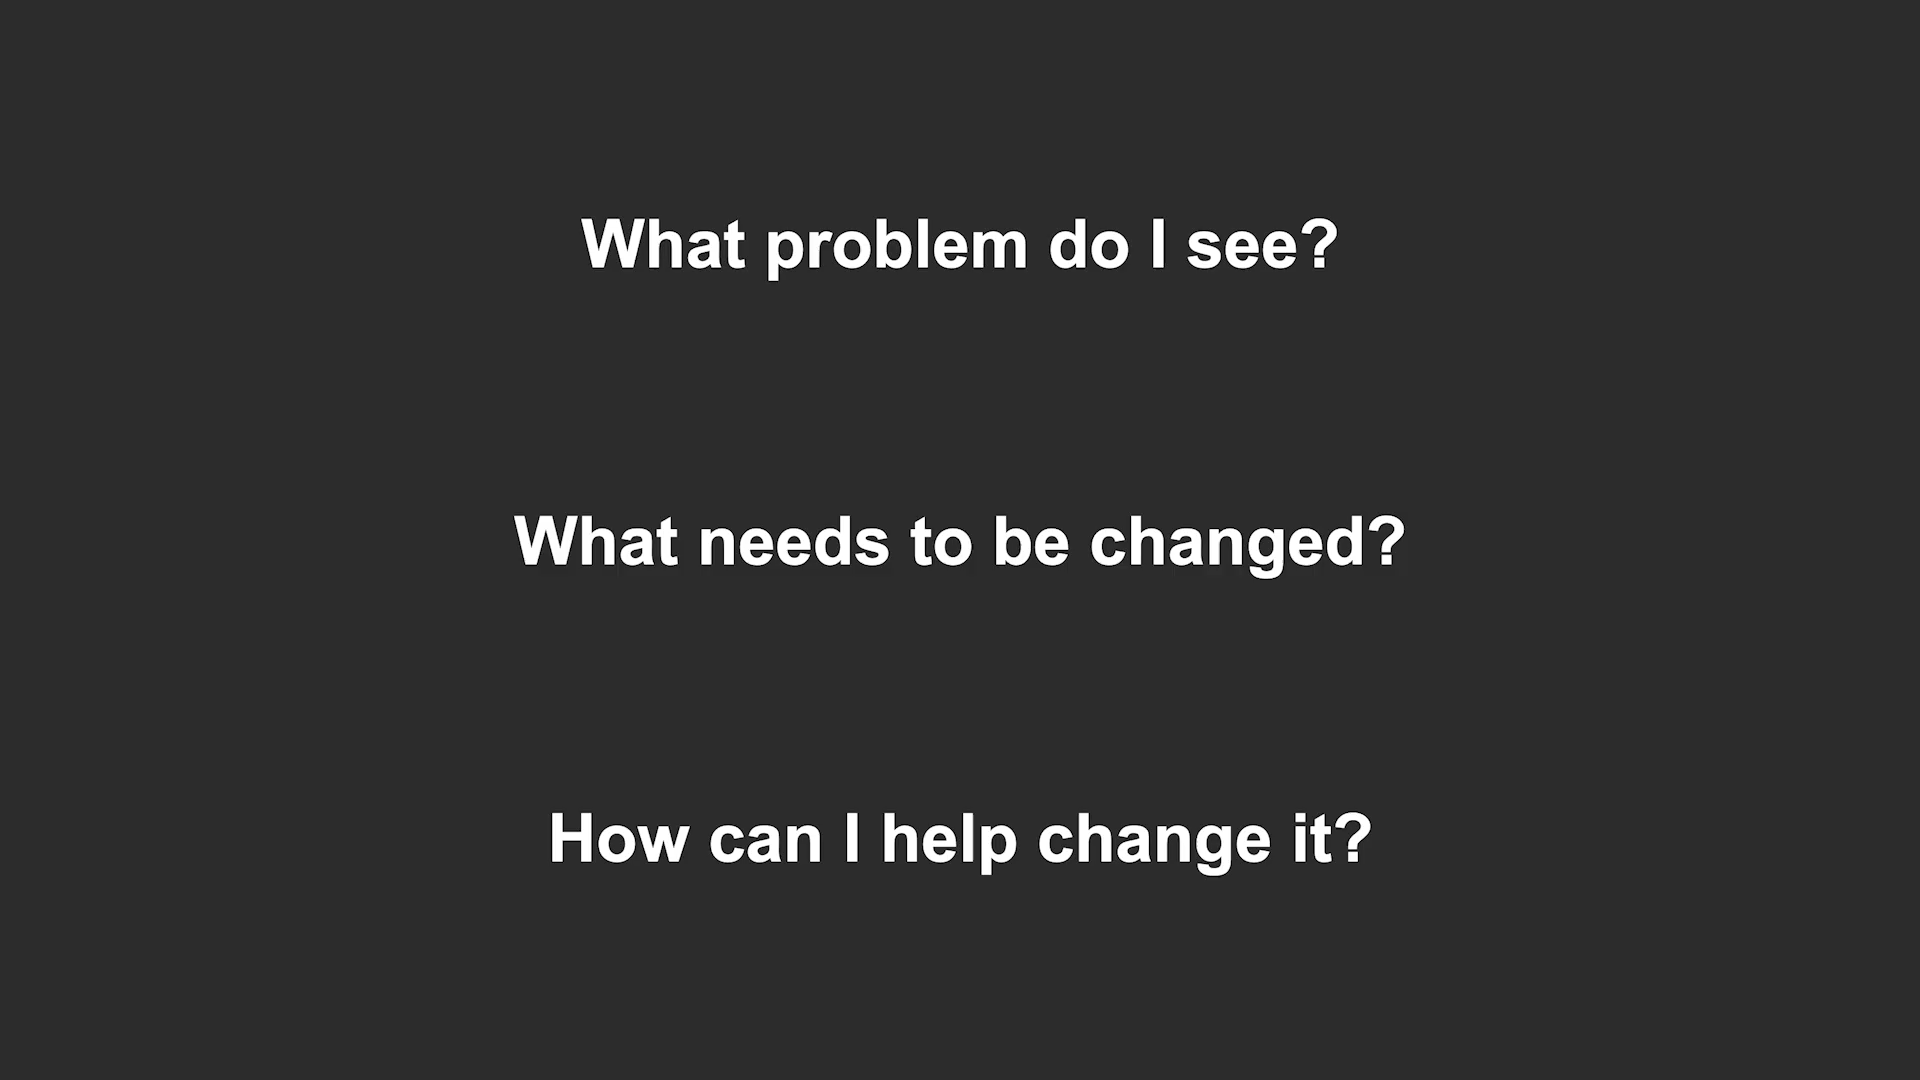 What problem do I see?
What needs to be changed?
How can I help change it?